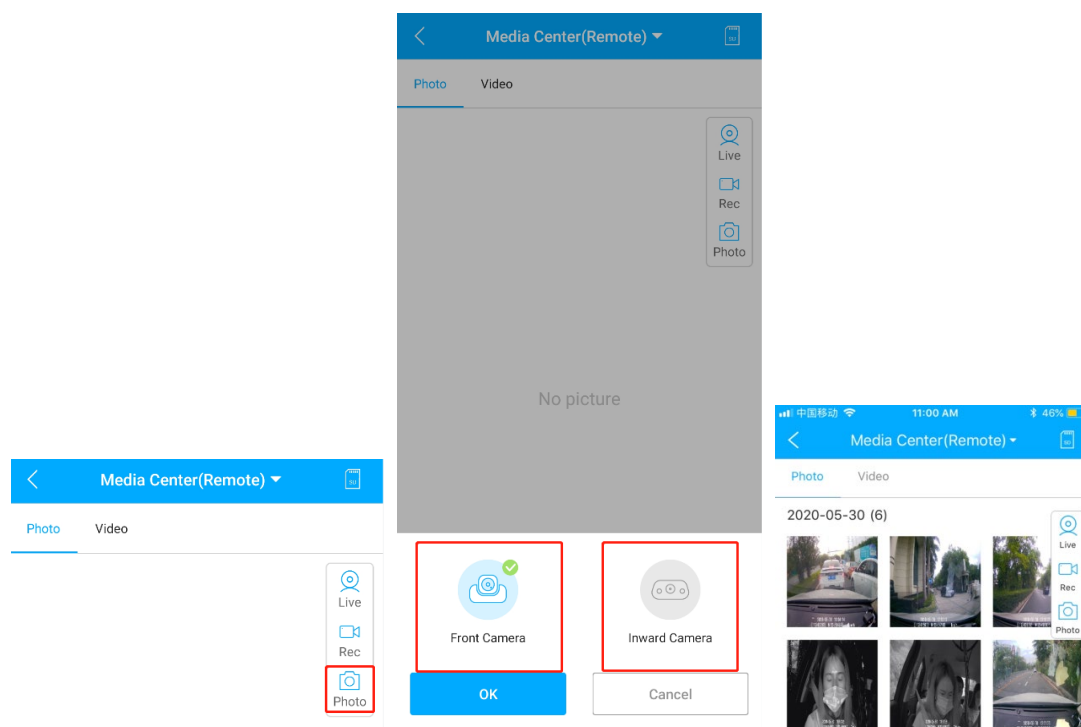 Media Center(Remote)
Photo
Video
Live
Rec
Photo
Media Center(Remote)
Photo
Video
Live
Rec
Photo
No picture
Front Camera
Inward Camera
OK
Cancel
中国移动
11:00 AM
46%
Media Center(Remote)
Photo
Video
2020-05-30 (6)
Live
Rec
Photo